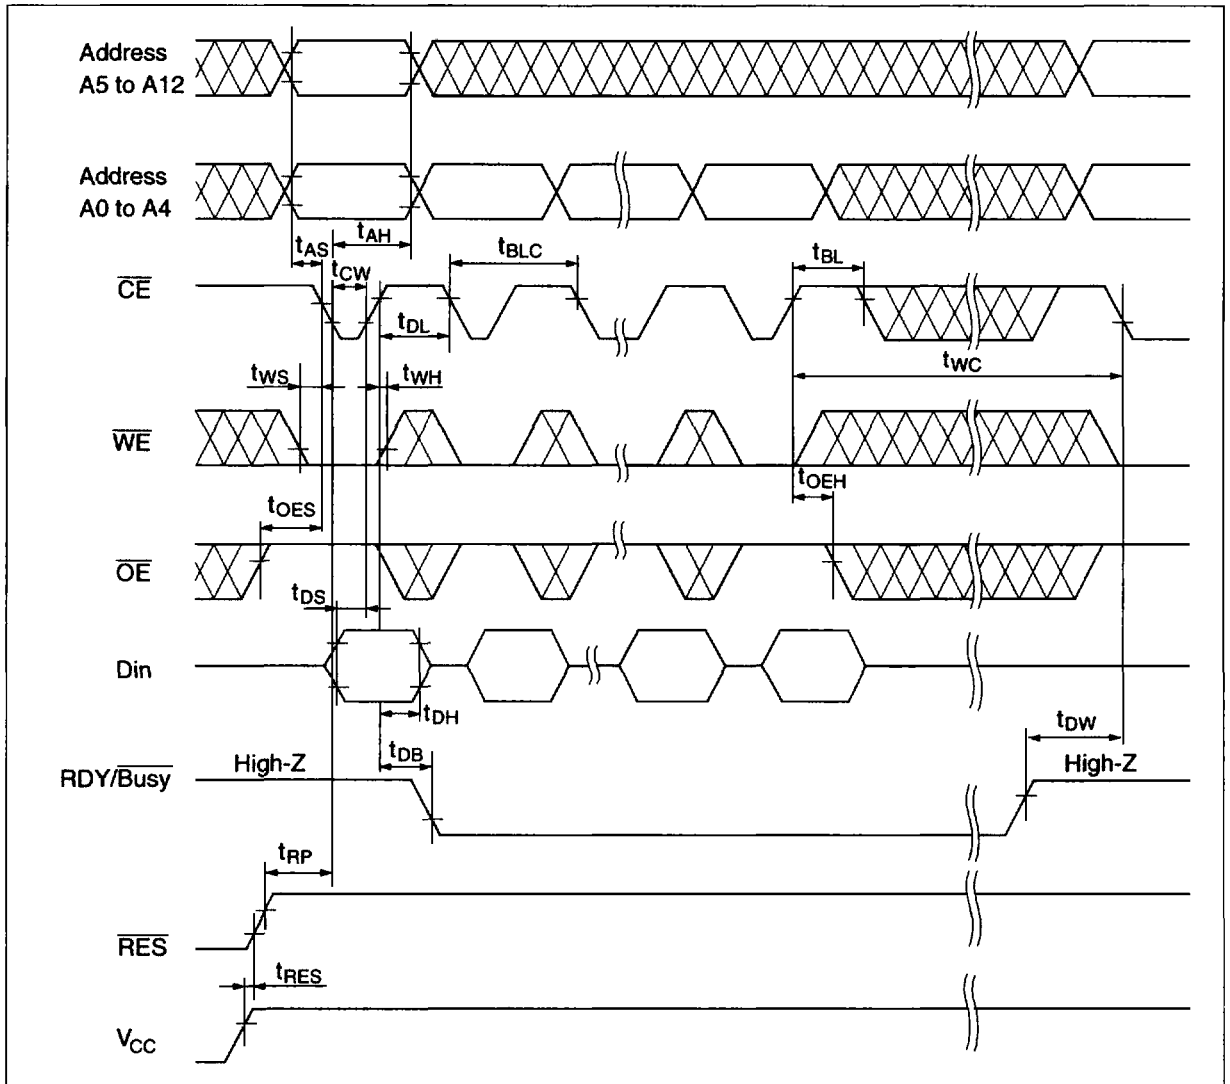 Address
A5 to A12
Address
A0 to A4
tAS
tAH
tCW
tBLC
tBL
CE
tDL
tWC
tWS
tWH
WE
tOES
tOEH
OE
tDS
Din
tDH
tDB
tDW
High-Z
High-Z
RDY/Busy
tRP
RES
tRES
VCC